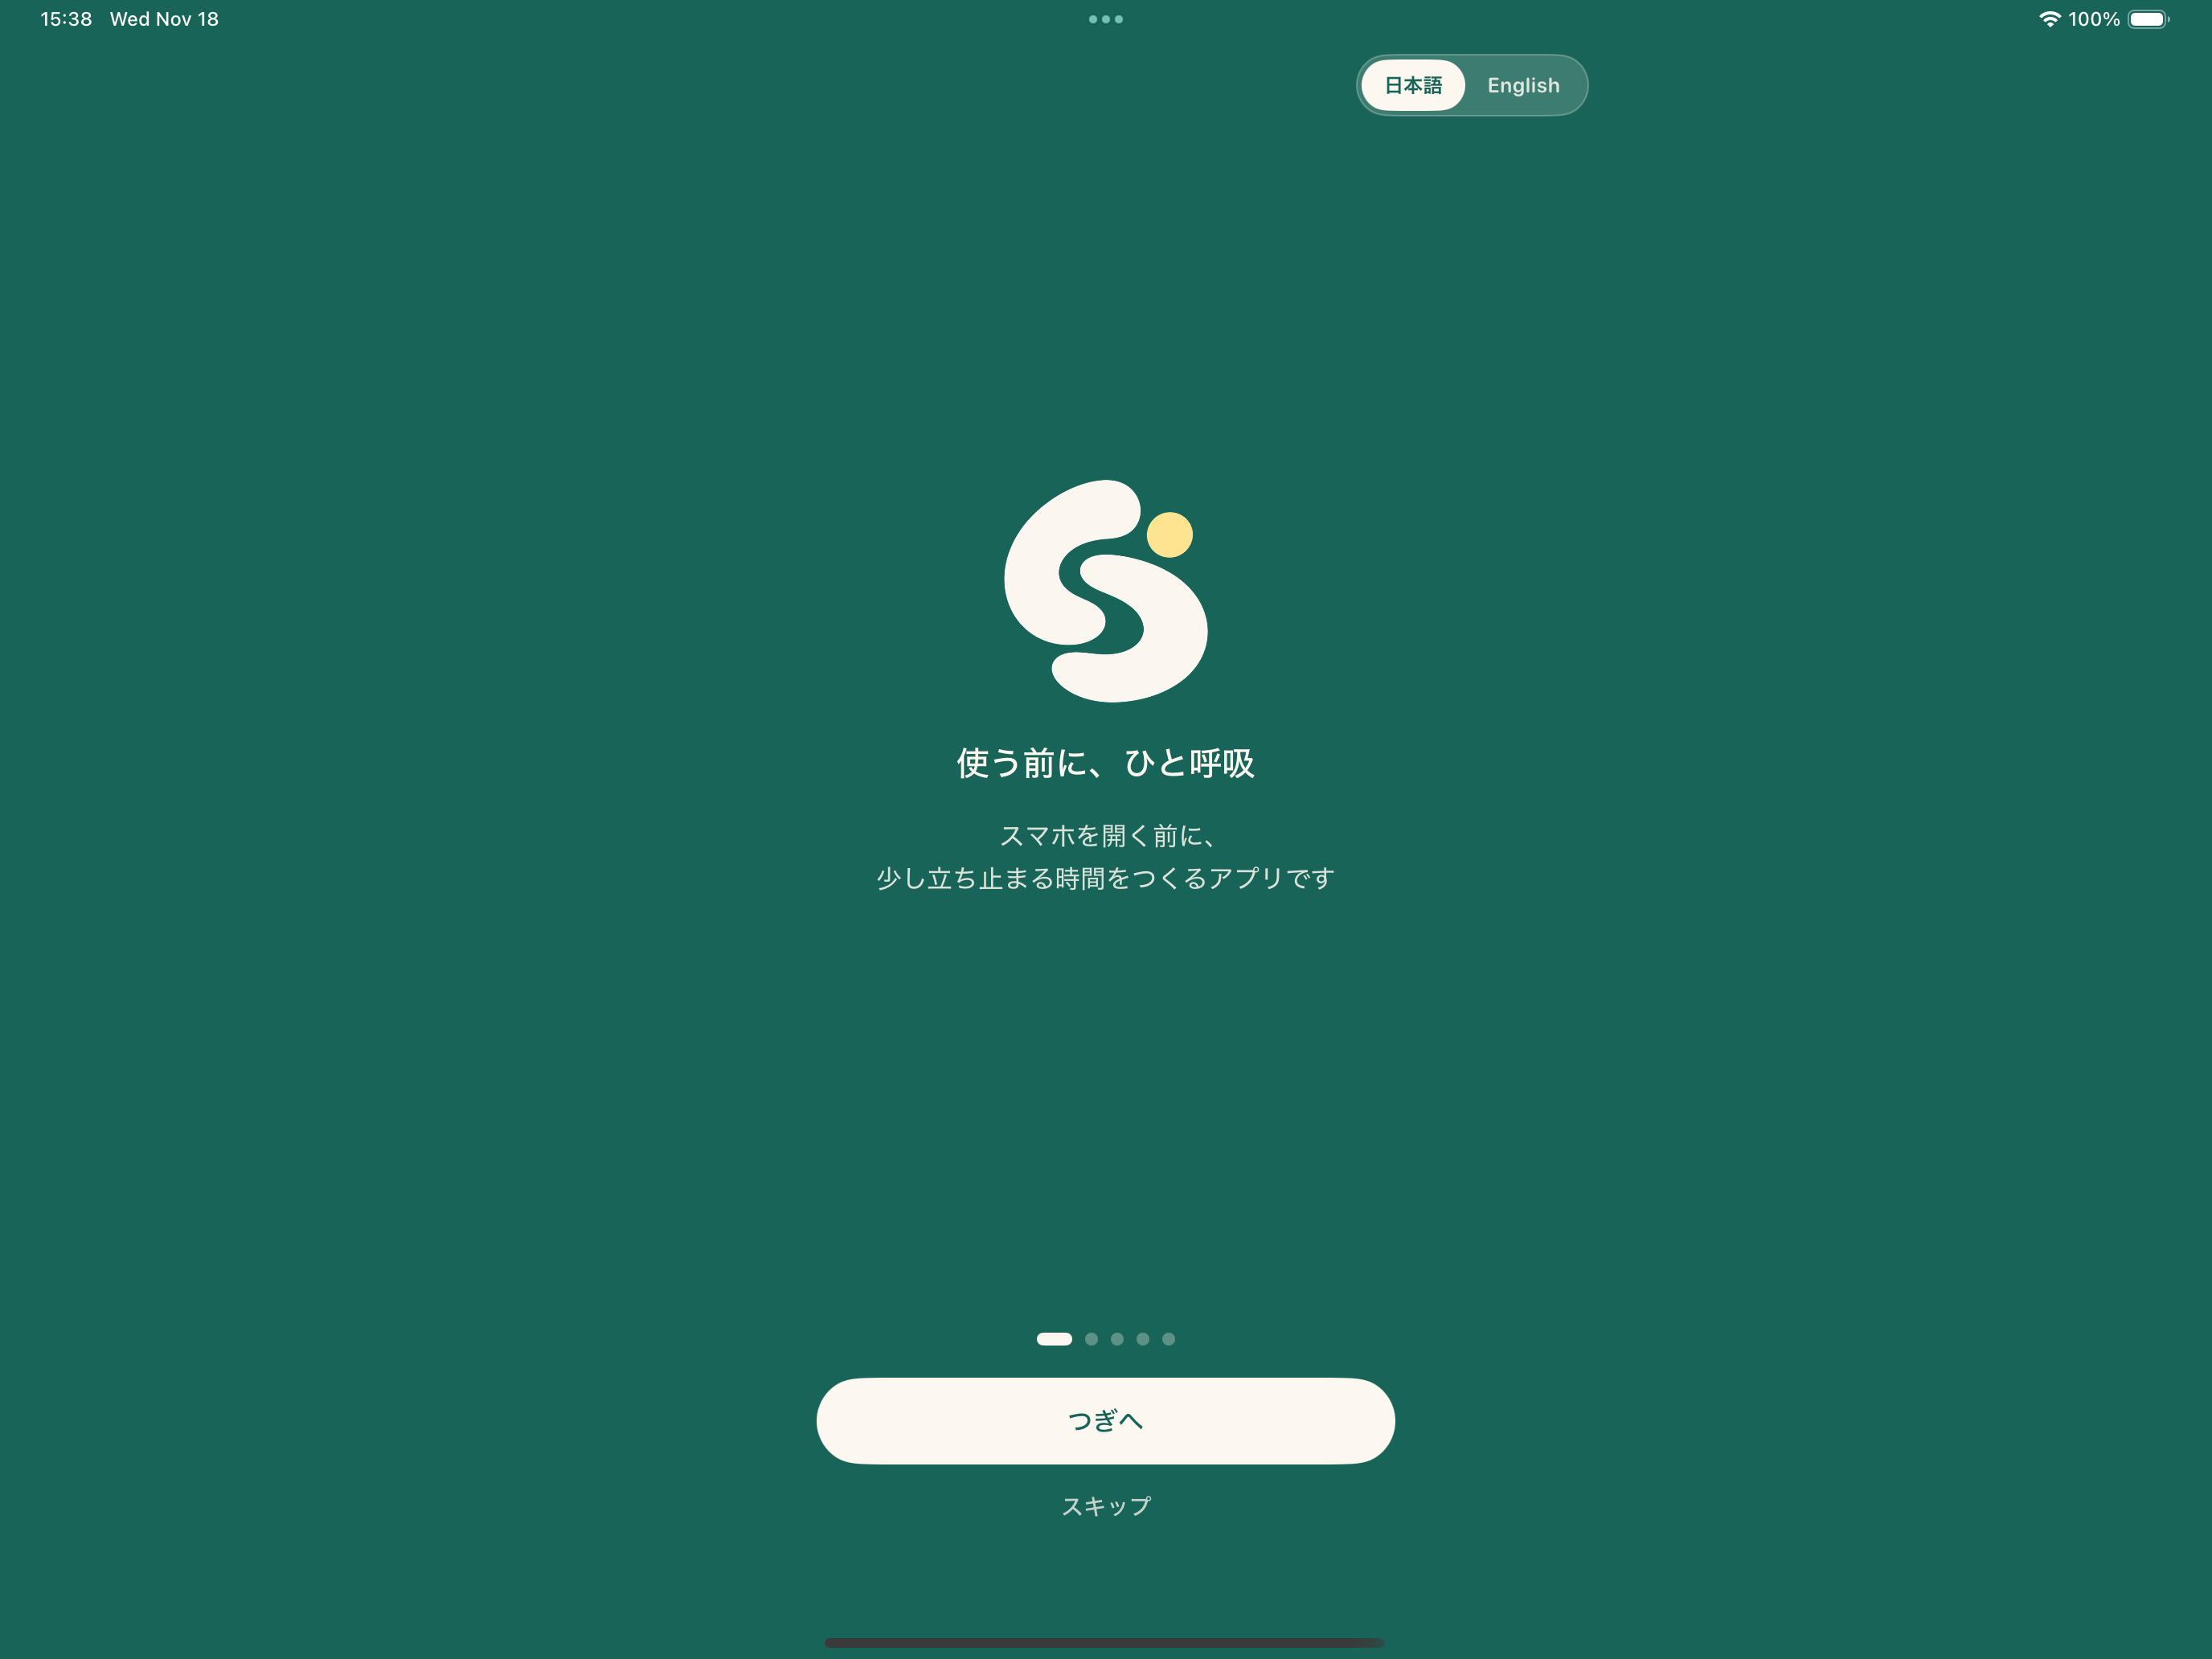 15:38 Wed Nov 18
100%
日本語 English
使う前に、ひと呼吸
スマホを開く前に、
少し立ち止まる時間をつくるアプリです
つぎへ
スキップ